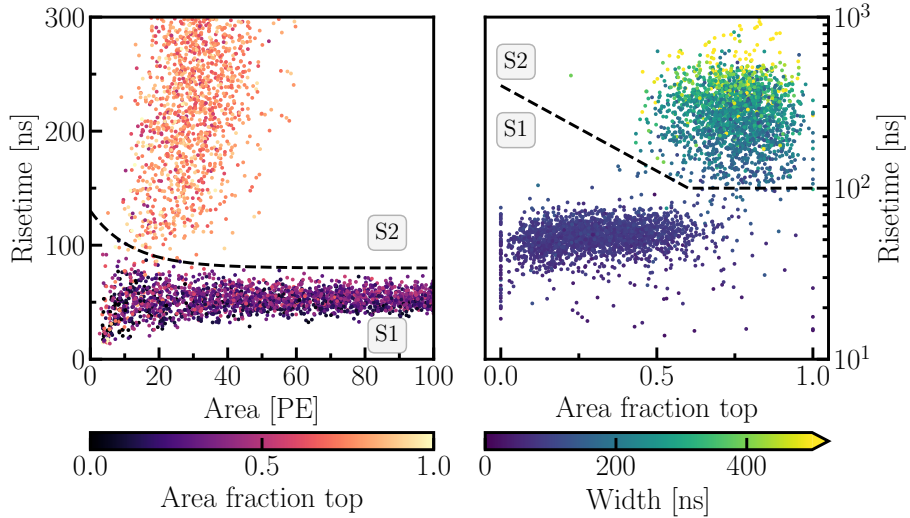 300
200
100
0
Risetime [ns]
S2
S1
0 20 40 60 80 100
Area [PE]
0.0 0.5 1.0
Area fraction top
S2
S1
10³
10²
10¹
Risetime [ns]
0.0 0.5 1.0
Area fraction top
0 200 400
Width [ns]